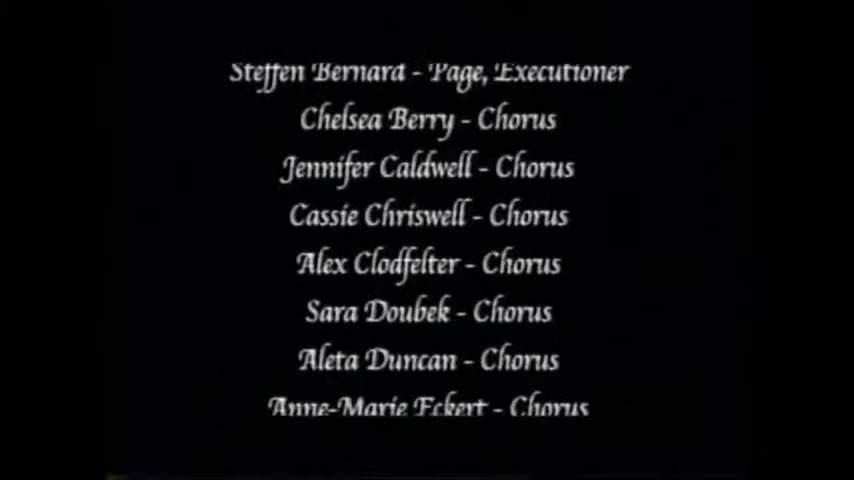 Steffen Bernard - Page, Executioner
Chelsea Berry - Chorus
Jennifer Caldwell - Chorus
Cassie Chriswell - Chorus
Alex Clodfelter - Chorus
Sara Doubek - Chorus
Aleta Duncan - Chorus
Anne-Marie Eckert - Chorus